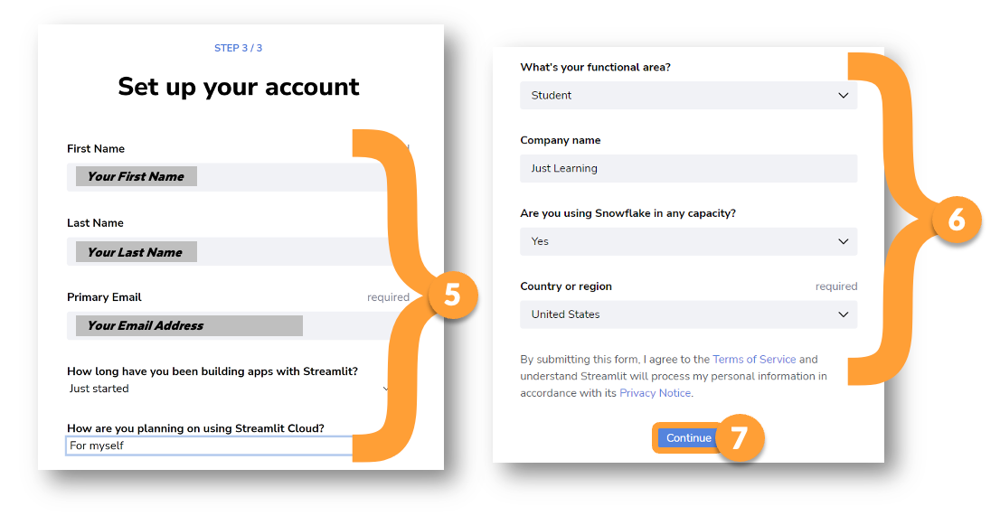 STEP 3 / 3
Set up your account
First Name
Your First Name
Last Name
Your Last Name
Primary Email required
Your Email Address
How long have you been building apps with Streamlit?
Just started
How are you planning on using Streamlit Cloud?
For myself
5
What's your functional area?
Student
Company name
Just Learning
Are you using Snowflake in any capacity?
Yes
Country or region required
United States
By submitting this form, I agree to the Terms of Service and
understand Streamlit will process my personal information in
accordance with its Privacy Notice.
6
Continue
7